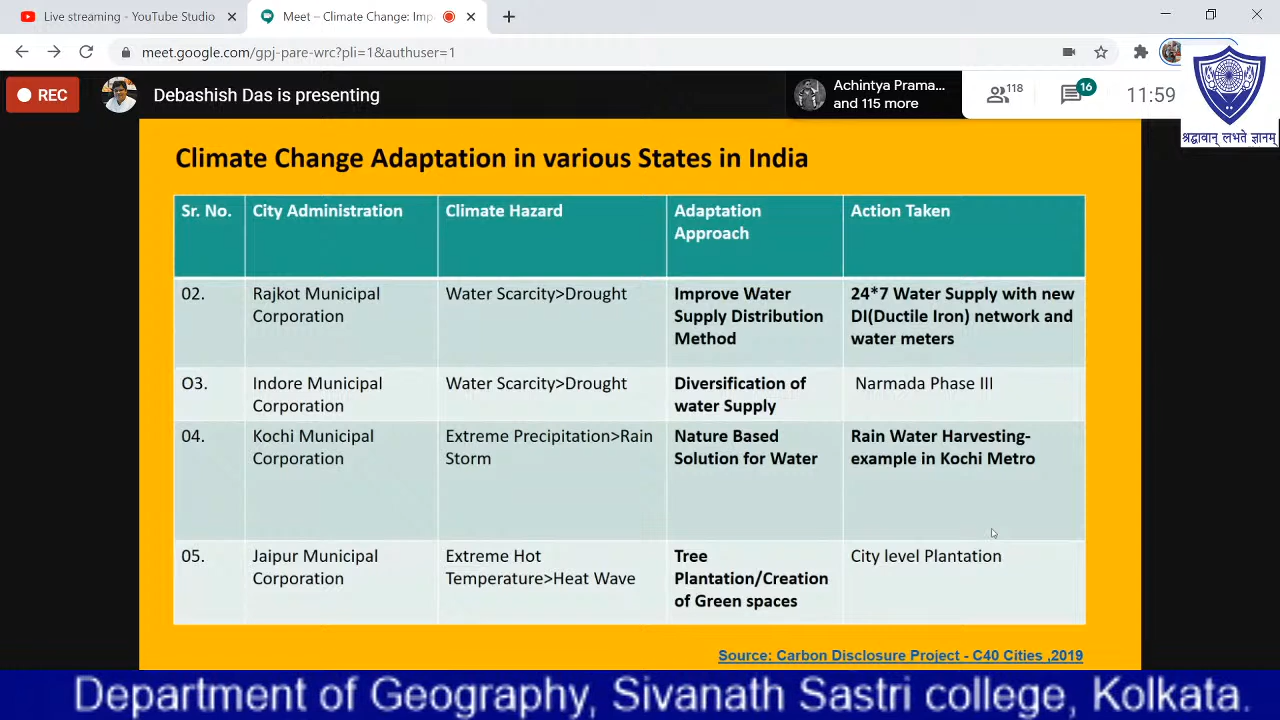 Live streaming - YouTube Studio
Meet – Climate Change: Imp
meet.google.com/gpj-pare-wrc?pli=1&authuser=1
REC
Debashish Das is presenting
Achintya Prama...
and 115 more
118
16
11:59
श्रद्धावान् लभते ज्ञानम्
Climate Change Adaptation in various States in India
Sr. No. City Administration Climate Hazard Adaptation Approach Action Taken
02. Rajkot Municipal Corporation Water Scarcity>Drought Improve Water Supply Distribution Method 24*7 Water Supply with new DI(Ductile Iron) network and water meters
O3. Indore Municipal Corporation Water Scarcity>Drought Diversification of water Supply Narmada Phase III
04. Kochi Municipal Corporation Extreme Precipitation>Rain Storm Nature Based Solution for Water Rain Water Harvesting- example in Kochi Metro
05. Jaipur Municipal Corporation Extreme Hot Temperature>Heat Wave Tree Plantation/Creation of Green spaces City level Plantation
Source: Carbon Disclosure Project - C40 Cities ,2019
Department of Geography, Sivanath Sastri college, Kolkata.